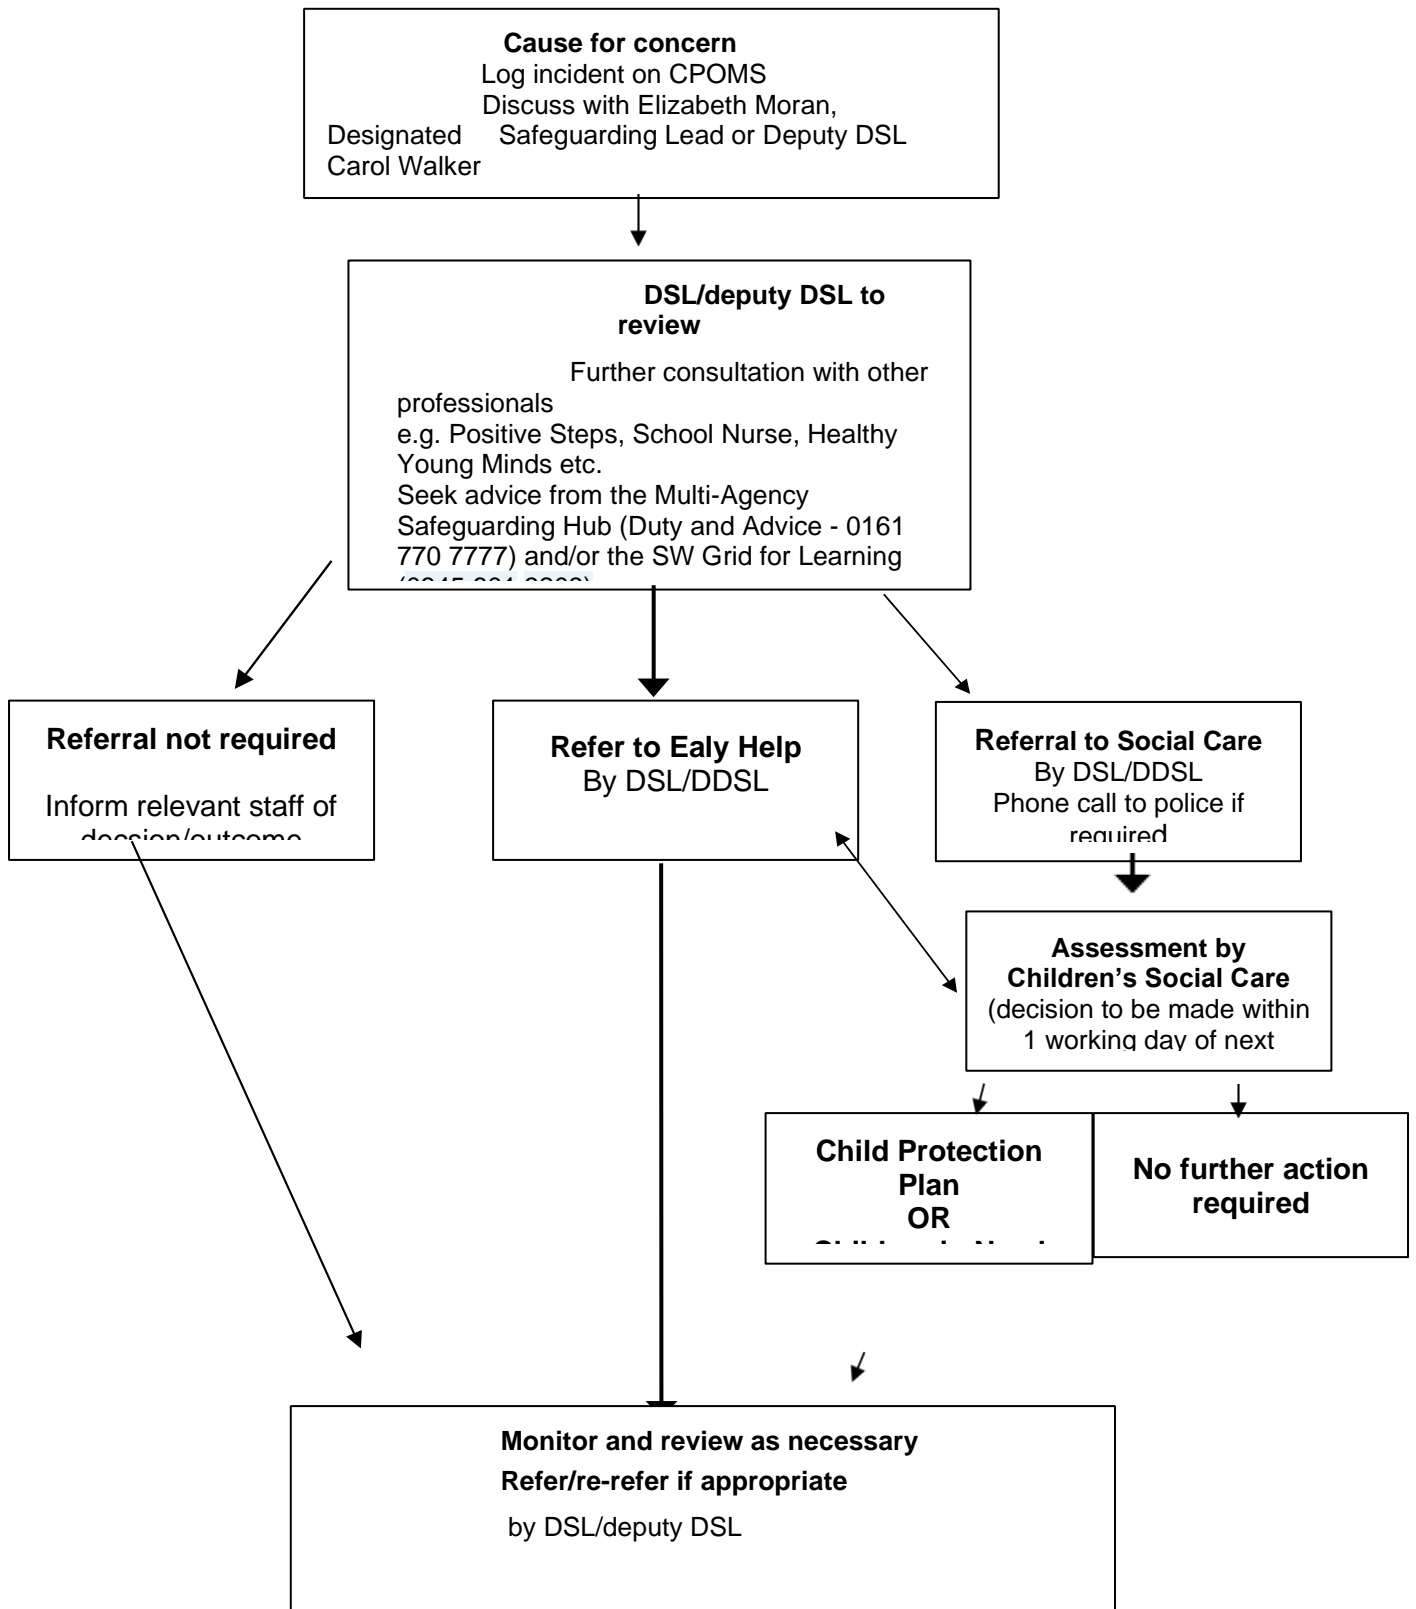 Cause for concern
Log incident on CPOMS
Discuss with Elizabeth Moran,
Designated Safeguarding Lead or Deputy DSL
Carol Walker
DSL/deputy DSL to
review
Further consultation with other
professionals
e.g. Positive Steps, School Nurse, Healthy
Young Minds etc.
Seek advice from the Multi-Agency
Safeguarding Hub (Duty and Advice - 0161
770 7777) and/or the SW Grid for Learning
Referral not required
Inform relevant staff of
decsion/outcome
Refer to Ealy Help
By DSL/DDSL
Referral to Social Care
By DSL/DDSL
Phone call to police if
required
Assessment by
Children’s Social Care
(decision to be made within
1 working day of next
Child Protection
Plan
OR
No further action
required
Monitor and review as necessary
Refer/re-refer if appropriate
by DSL/deputy DSL